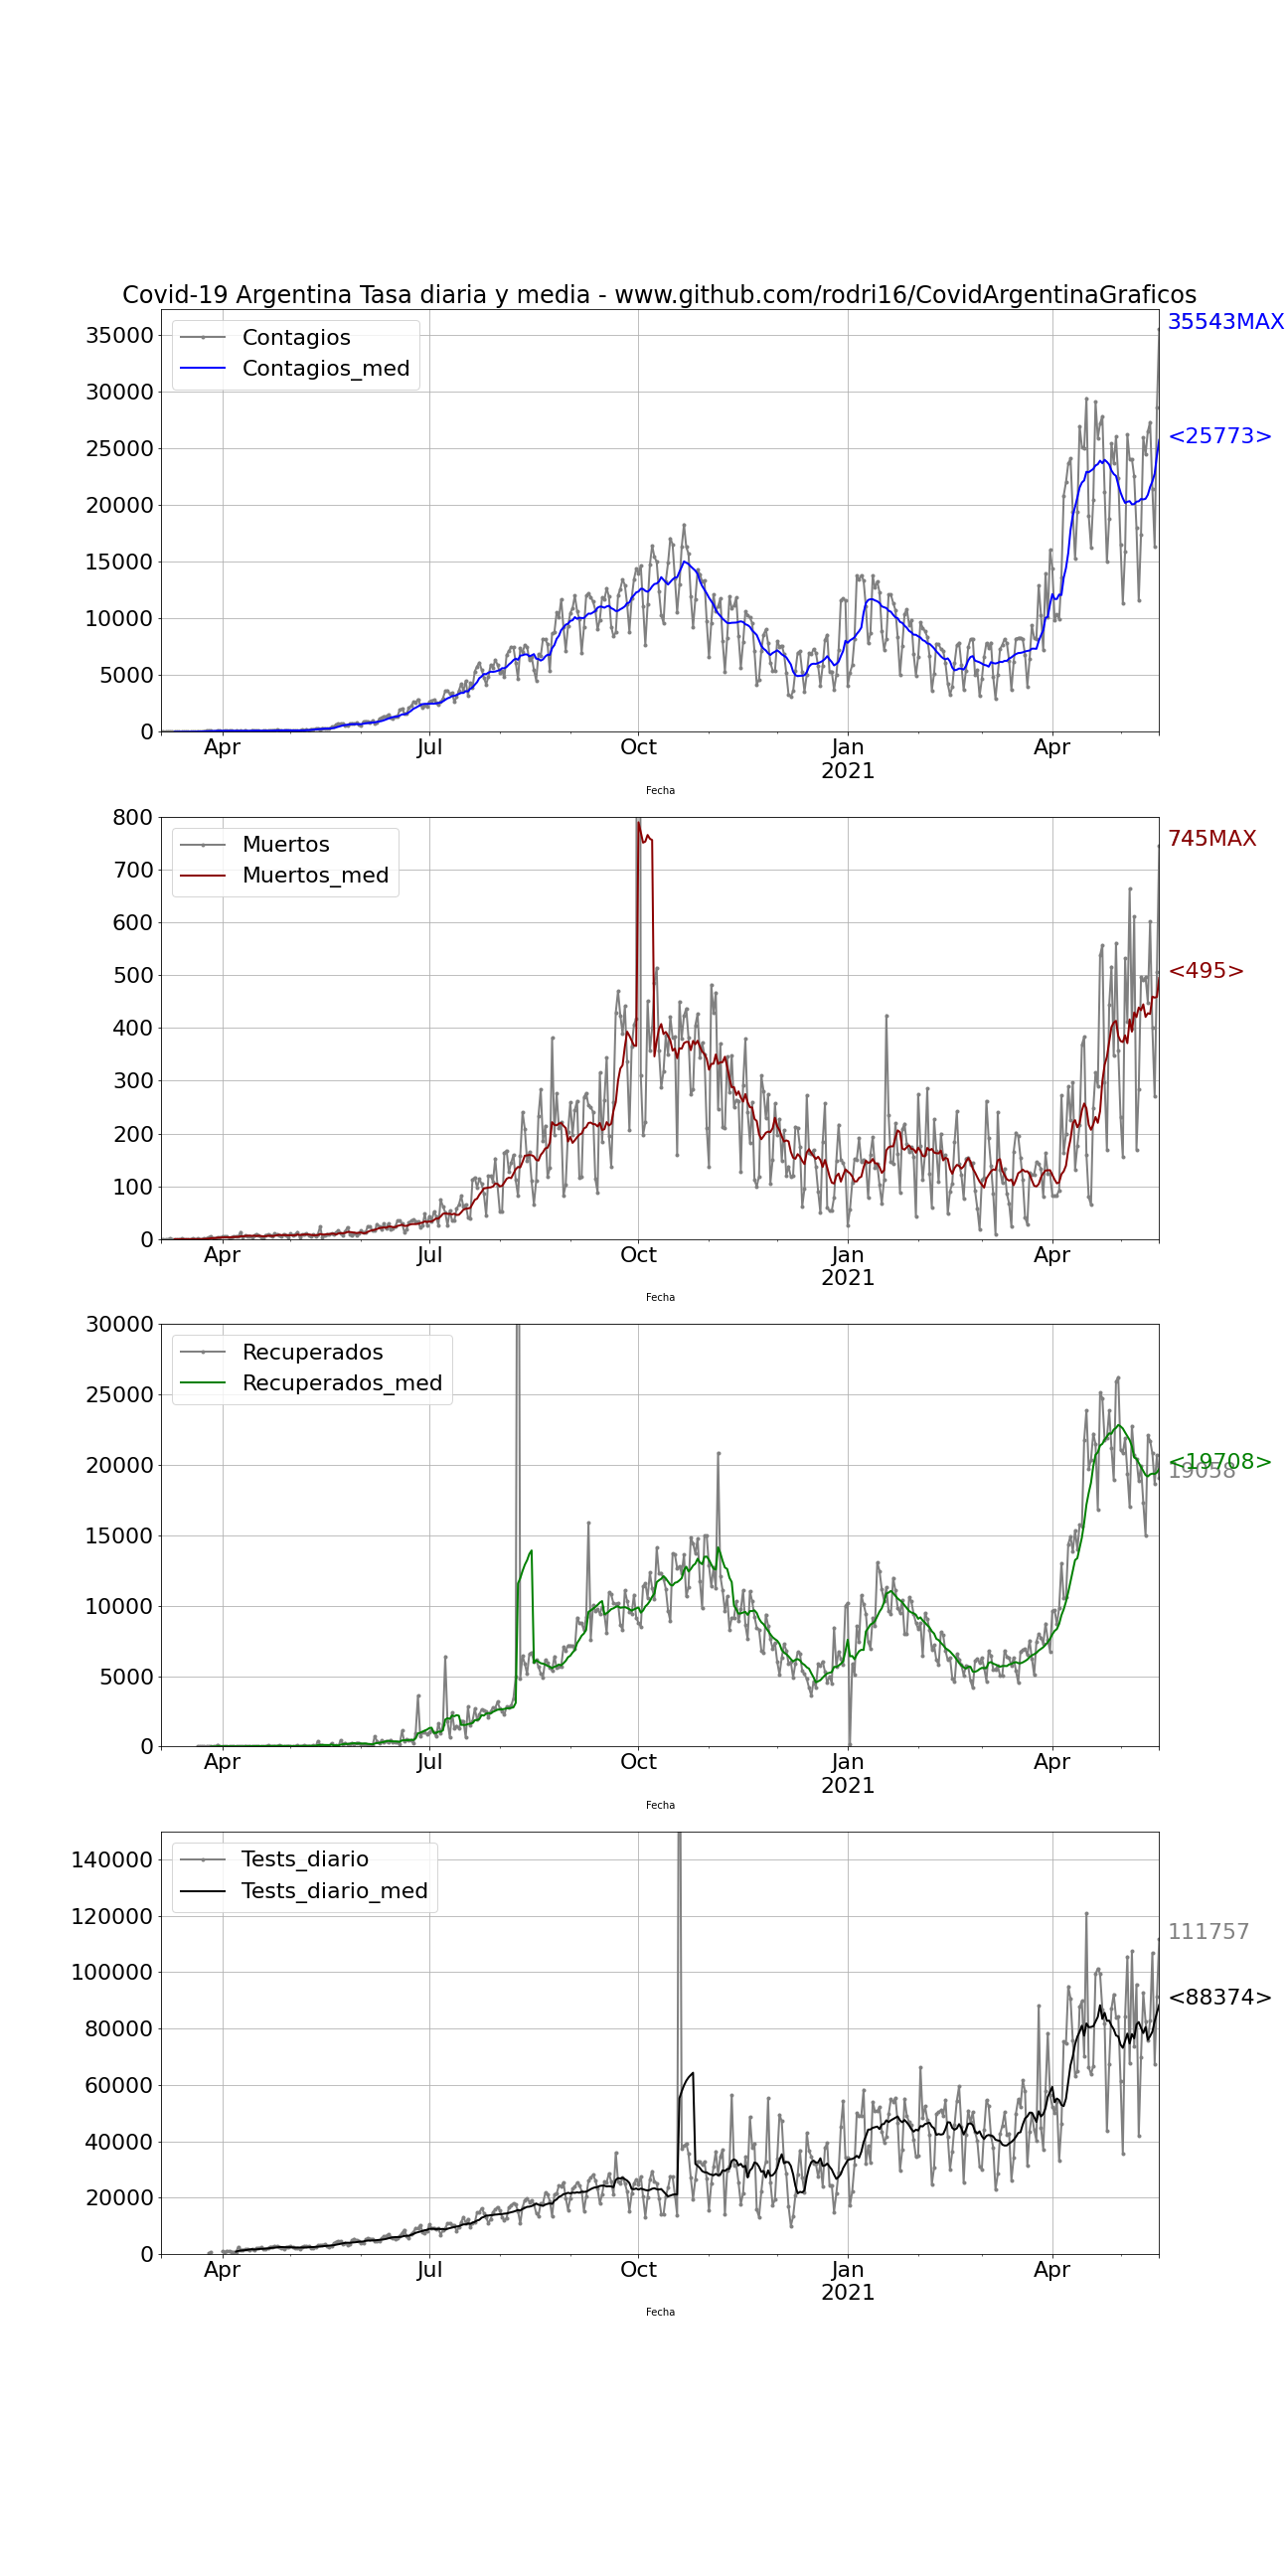 Covid-19 Argentina Tasa diaria y media - www.github.com/rodri16/CovidArgentinaGraficos
35543MAX
Contagios
Contagios_med
<25773>
35000
30000
25000
20000
15000
10000
5000
0
Apr Jul Oct Jan Apr
2021
Fecha
745MAX
Muertos
Muertos_med
<495>
800
700
600
500
400
300
200
100
0
Apr Jul Oct Jan Apr
2021
Fecha
Recuperados
Recuperados_med
<19708>
19058
30000
25000
20000
15000
10000
5000
0
Apr Jul Oct Jan Apr
2021
Fecha
Tests_diario
Tests_diario_med
111757
<88374>
140000
120000
100000
80000
60000
40000
20000
0
Apr Jul Oct Jan Apr
2021
Fecha